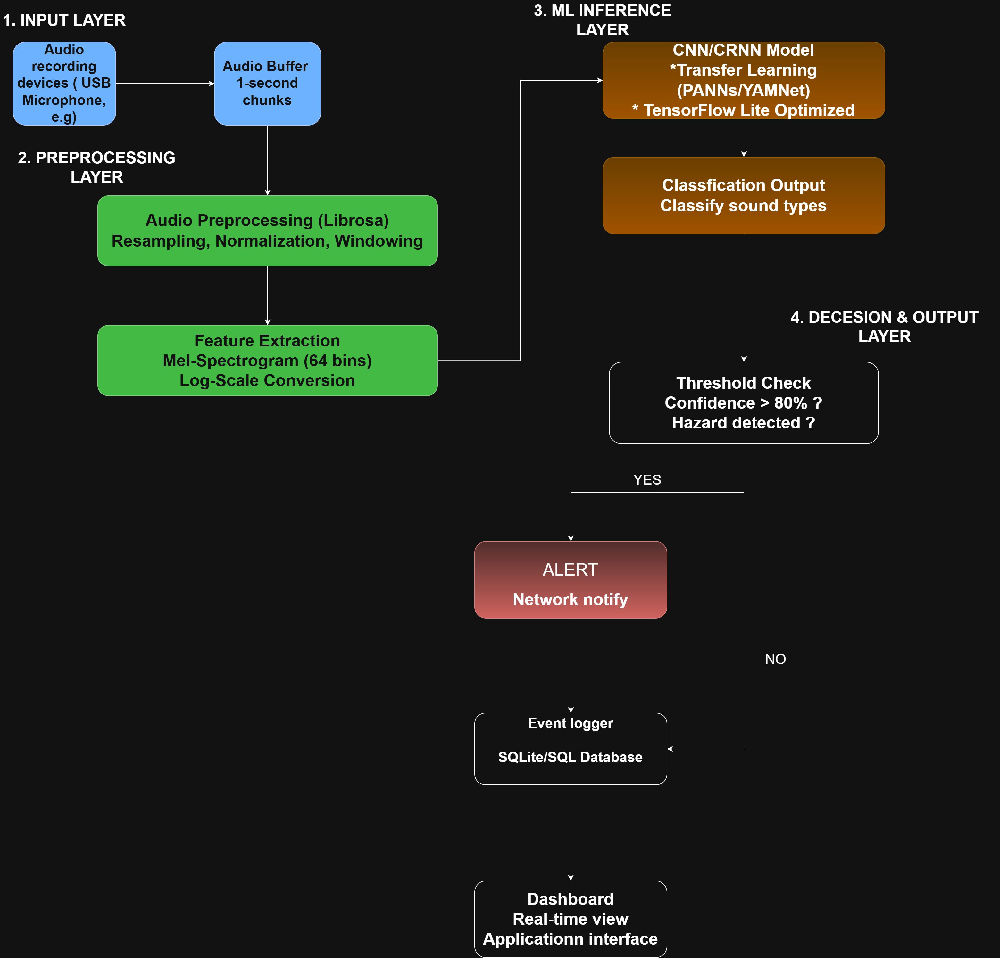 1. INPUT LAYER
Audio
recording
devices ( USB
Microphone,
e.g)
Audio Buffer
1-second
chunks
2. PREPROCESSING
LAYER
Audio Preprocessing (Librosa)
Resampling, Normalization, Windowing
Feature Extraction
Mel-Spectrogram (64 bins)
Log-Scale Conversion
3. ML INFERENCE
LAYER
CNN/CRNN Model
*Transfer Learning
(PANNs/YAMNet)
* TensorFlow Lite Optimized
Classfication Output
Classify sound types
4. DECESION & OUTPUT
LAYER
Threshold Check
Confidence > 80% ?
Hazard detected ?
YES
ALERT
Network notify
NO
Event logger
SQLite/SQL Database
Dashboard
Real-time view
Applicationn interface